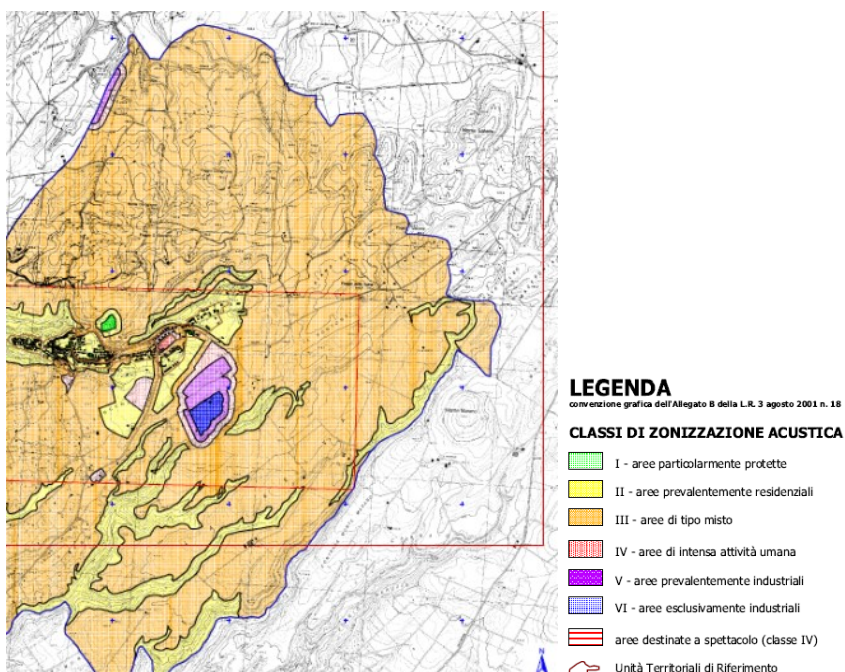 LEGENDA
convenzione grafica dell'Allegato B della L.R. 3 agosto 2001 n. 18
CLASSI DI ZONIZZAZIONE ACUSTICA
I - aree particolarmente protette
II - aree prevalentemente residenziali
III - aree di tipo misto
IV - aree di intensa attività umana
V - aree prevalentemente industriali
VI - aree esclusivamente industriali
aree destinate a spettacolo (classe IV)
Unità Territoriali di Riferimento
N